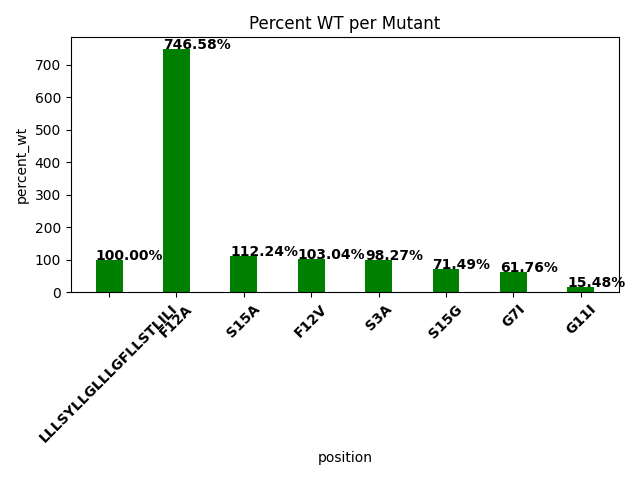 Percent WT per Mutant
percent_wt
700
600
500
400
300
200
100
0
100.00%
746.58%
112.24%
103.04%
98.27%
71.49%
61.76%
15.48%
LLLSYLLGLLLGFLLSTLILI
F12A
S15A
F12V
S3A
S15G
G7I
G11I
position